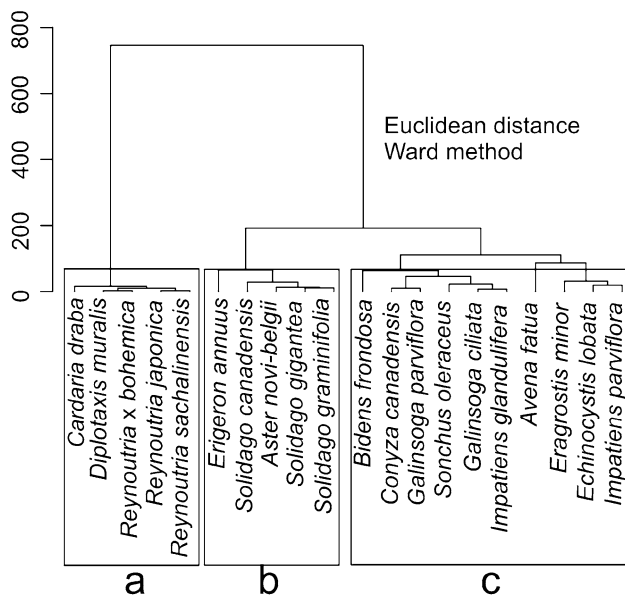 800
600
400
200
0
Euclidean distance
Ward method
Cardaria draba
Diplotaxis muralis
Reynoutria x bohemica
Reynoutria japonica
Reynoutria sachalinensis
Erigeron annuus
Solidago canadensis
Aster novi-belgii
Solidago gigantea
Solidago graminifolia
Bidens frondosa
Conyza canadensis
Galinsoga parviflora
Sonchus oleraceus
Galinsoga ciliata
Impatiens glandulifera
Avena fatua
Eragrostis minor
Echinocystis lobata
Impatiens parviflora
a
b
c